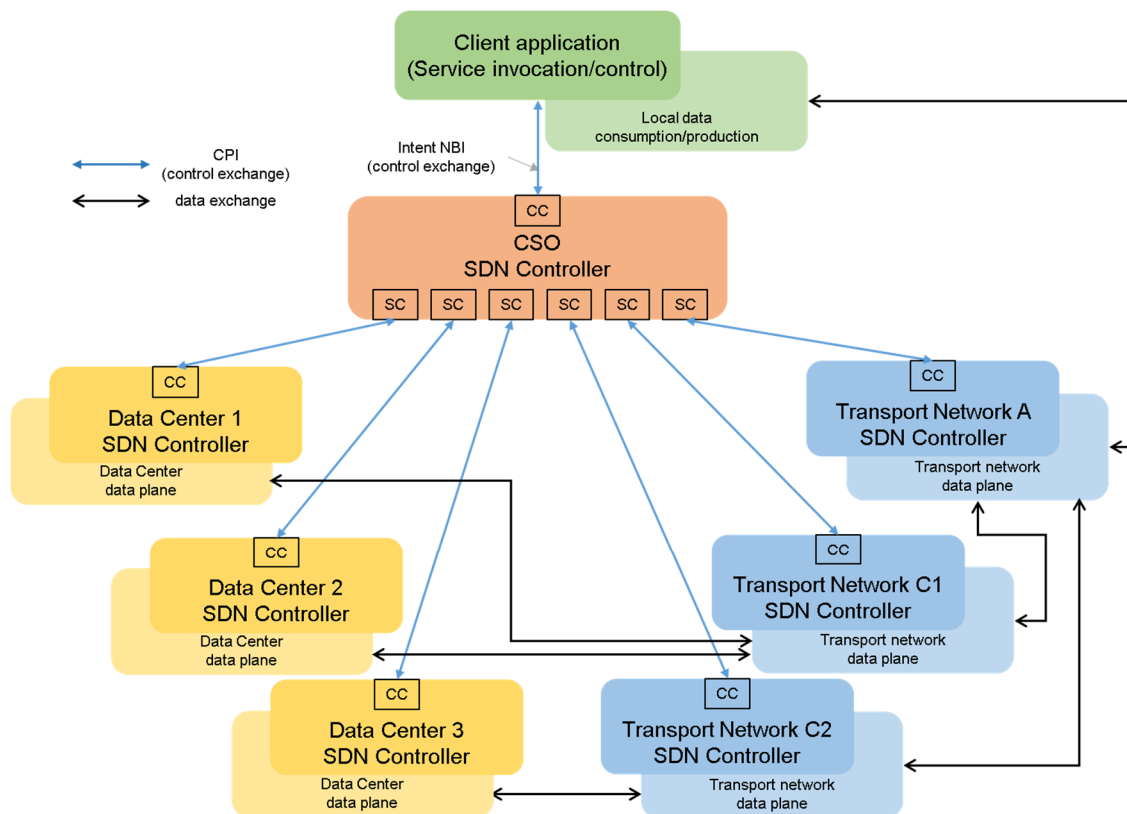 Client application
(Service invocation/control)
Local data
consumption/production
CPI
(control exchange)
data exchange
Intent NBI
(control exchange)
CC
CSO
SDN Controller
SC
SC
SC
SC
SC
SC
CC
Data Center 1
SDN Controller
Data Center
data plane
CC
Transport Network A
SDN Controller
Transport network
data plane
CC
Data Center 2
SDN Controller
Data Center
data plane
CC
Transport Network C1
SDN Controller
Transport network
data plane
CC
Data Center 3
SDN Controller
Data Center
data plane
CC
Transport Network C2
SDN Controller
Transport network
data plane